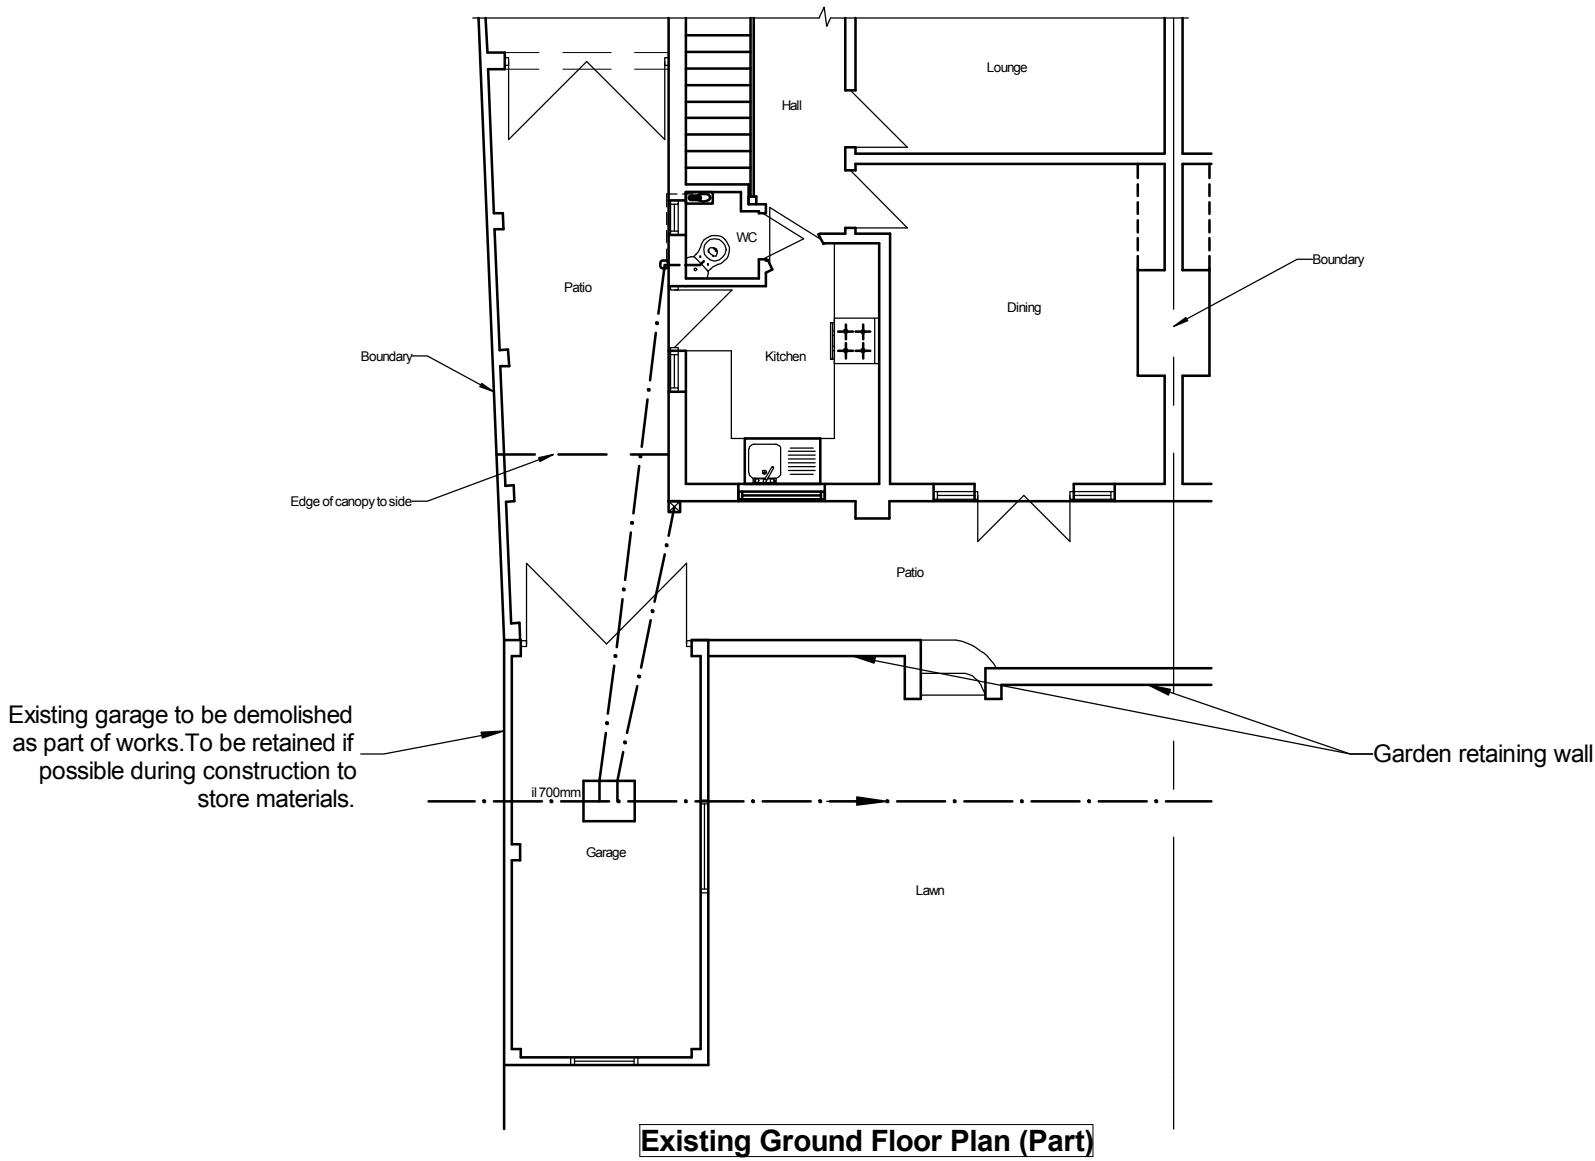 Lounge
Hall
WC
Boundary
Patio
Dining
Boundary
Kitchen
Edge of canopy to side
Patio
Existing garage to be demolished
as part of works.To be retained if
possible during construction to
store materials.
Garden retaining wall
il 700mm
Garage
Lawn
Existing Ground Floor Plan (Part)